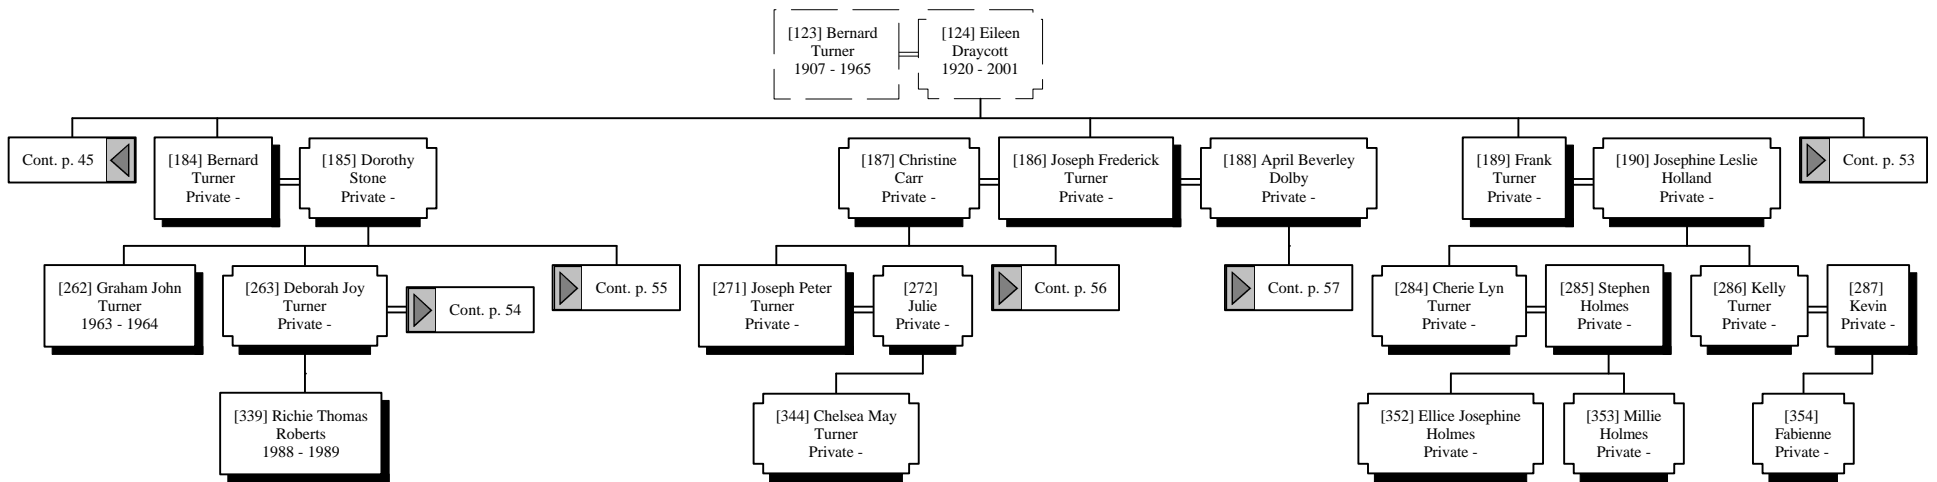 [123] Bernard
Turner
1907 - 1965
[124] Eileen
Draycott
1920 - 2001
Cont. p. 45
[184] Bernard
Turner
Private -
[185] Dorothy
Stone
Private -
[187] Christine
Carr
Private -
[186] Joseph Frederick
Turner
Private -
[188] April Beverley
Dolby
Private -
[189] Frank
Turner
Private -
[190] Josephine Leslie
Holland
Private -
Cont. p. 53
[262] Graham John
Turner
1963 - 1964
[263] Deborah Joy
Turner
Private -
Cont. p. 54
Cont. p. 55
[271] Joseph Peter
Turner
Private -
[272]
Julie
Private -
Cont. p. 56
Cont. p. 57
[284] Cherie Lyn
Turner
Private -
[285] Stephen
Holmes
Private -
[286] Kelly
Turner
Private -
[287]
Kevin
Private -
[339] Richie Thomas
Roberts
1988 - 1989
[344] Chelsea May
Turner
Private -
[352] Ellice Josephine
Holmes
Private -
[353] Millie
Holmes
Private -
[354]
Fabienne
Private -